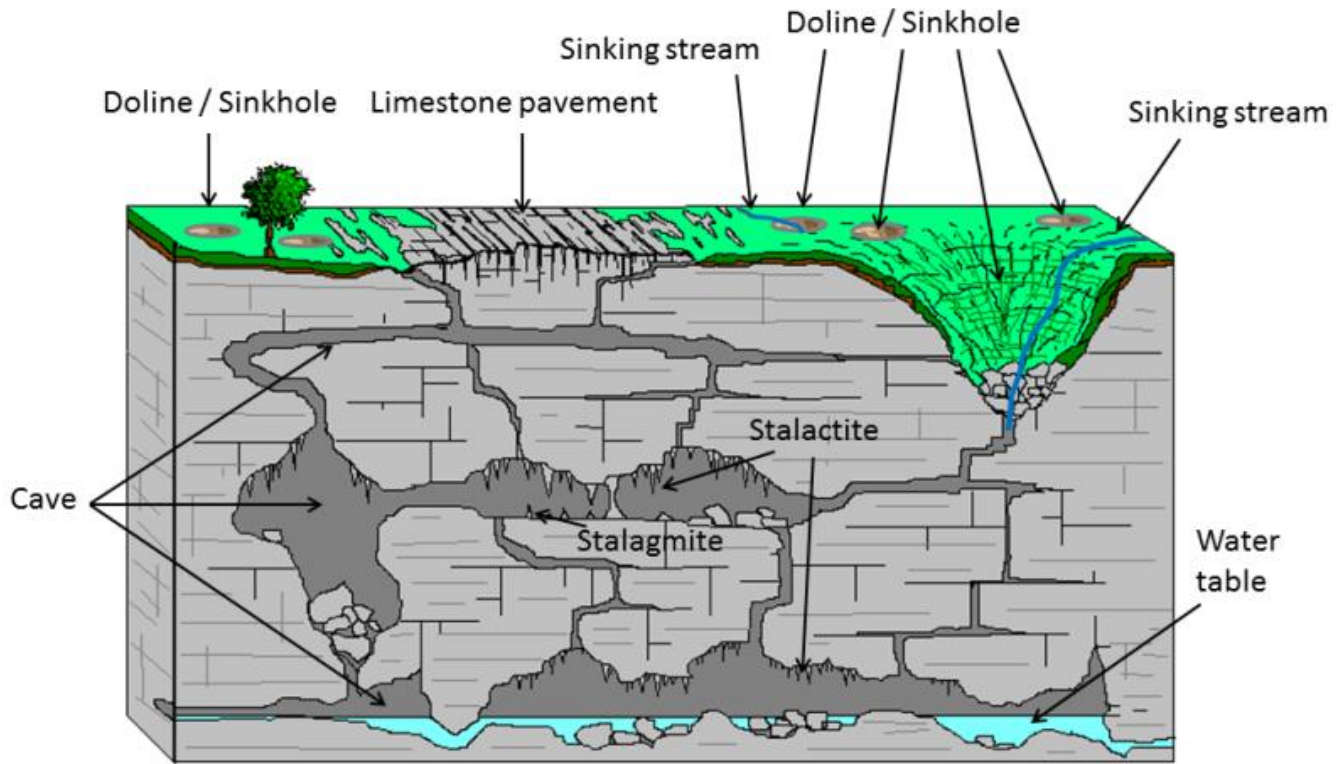 Doline / Sinkhole
Sinking stream
Doline / Sinkhole
Limestone pavement
Sinking stream
Stalactite
Cave
Stalagmite
Water
table